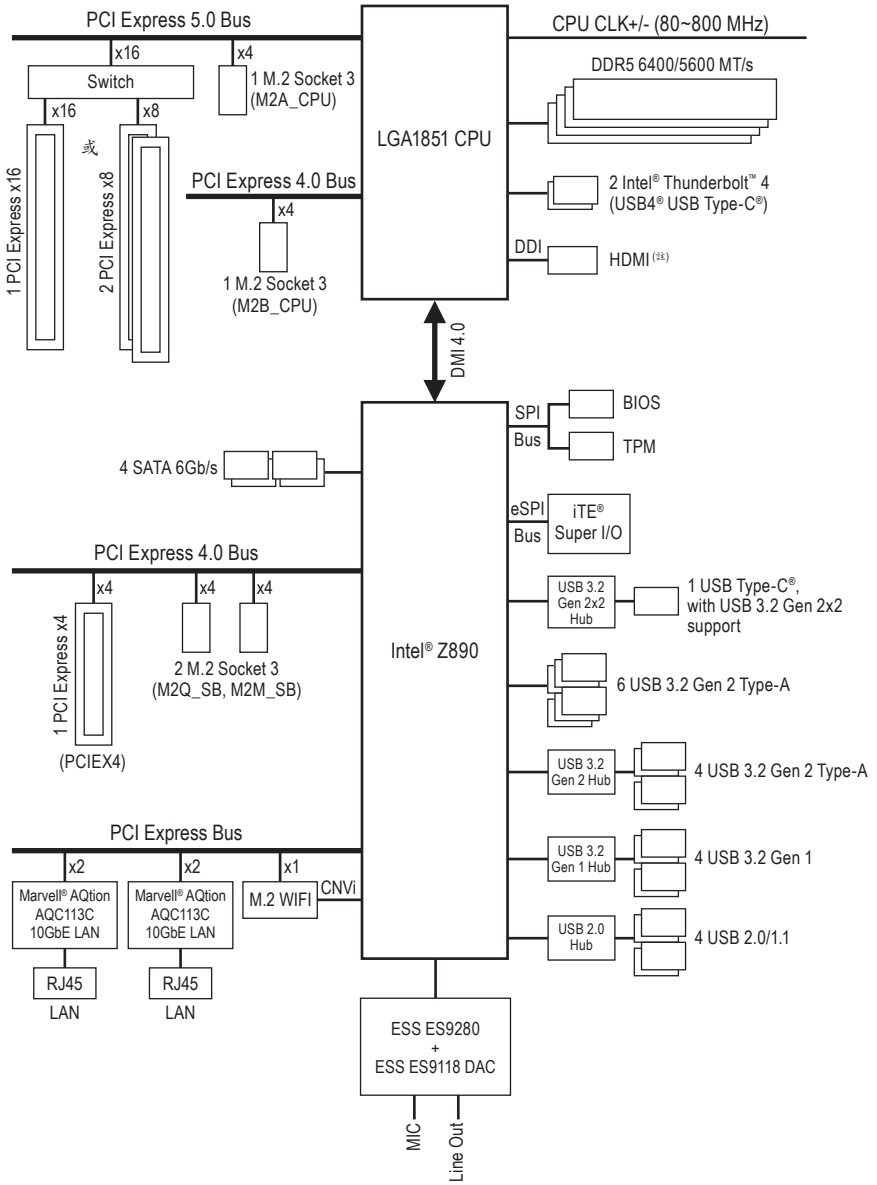 PCI Express 5.0 Bus
CPU CLK+/- (80~800 MHz)
x16
x4
Switch
1 M.2 Socket 3
(M2A_CPU)
DDR5 6400/5600 MT/s
x16
x8
或
1 PCI Express x16
2 PCI Express x8
LGA1851 CPU
PCI Express 4.0 Bus
x4
1 M.2 Socket 3
(M2B_CPU)
2 Intel® Thunderbolt™ 4
(USB4® USB Type-C®)
DDI
HDMI (註)
DMI 4.0
SPI
Bus
BIOS
TPM
4 SATA 6Gb/s
eSPI
Bus
iTE®
Super I/O
PCI Express 4.0 Bus
x4
x4
x4
1 PCI Express x4
(PCIEX4)
2 M.2 Socket 3
(M2Q_SB, M2M_SB)
Intel® Z890
USB 3.2
Gen 2x2
Hub
1 USB Type-C®,
with USB 3.2 Gen 2x2
support
6 USB 3.2 Gen 2 Type-A
USB 3.2
Gen 2 Hub
4 USB 3.2 Gen 2 Type-A
PCI Express Bus
x2
x2
x1
Marvell® AQtion
AQC113C
10GbE LAN
Marvell® AQtion
AQC113C
10GbE LAN
M.2 WIFI
CNVi
USB 3.2
Gen 1 Hub
4 USB 3.2 Gen 1
USB 2.0
Hub
4 USB 2.0/1.1
RJ45
LAN
RJ45
LAN
ESS ES9280
+
ESS ES9118 DAC
MIC
Line Out